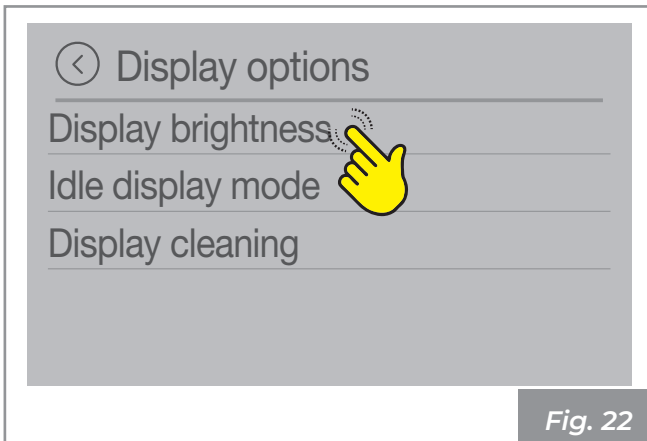 Display options
Display brightness
Idle display mode
Display cleaning
Fig. 22